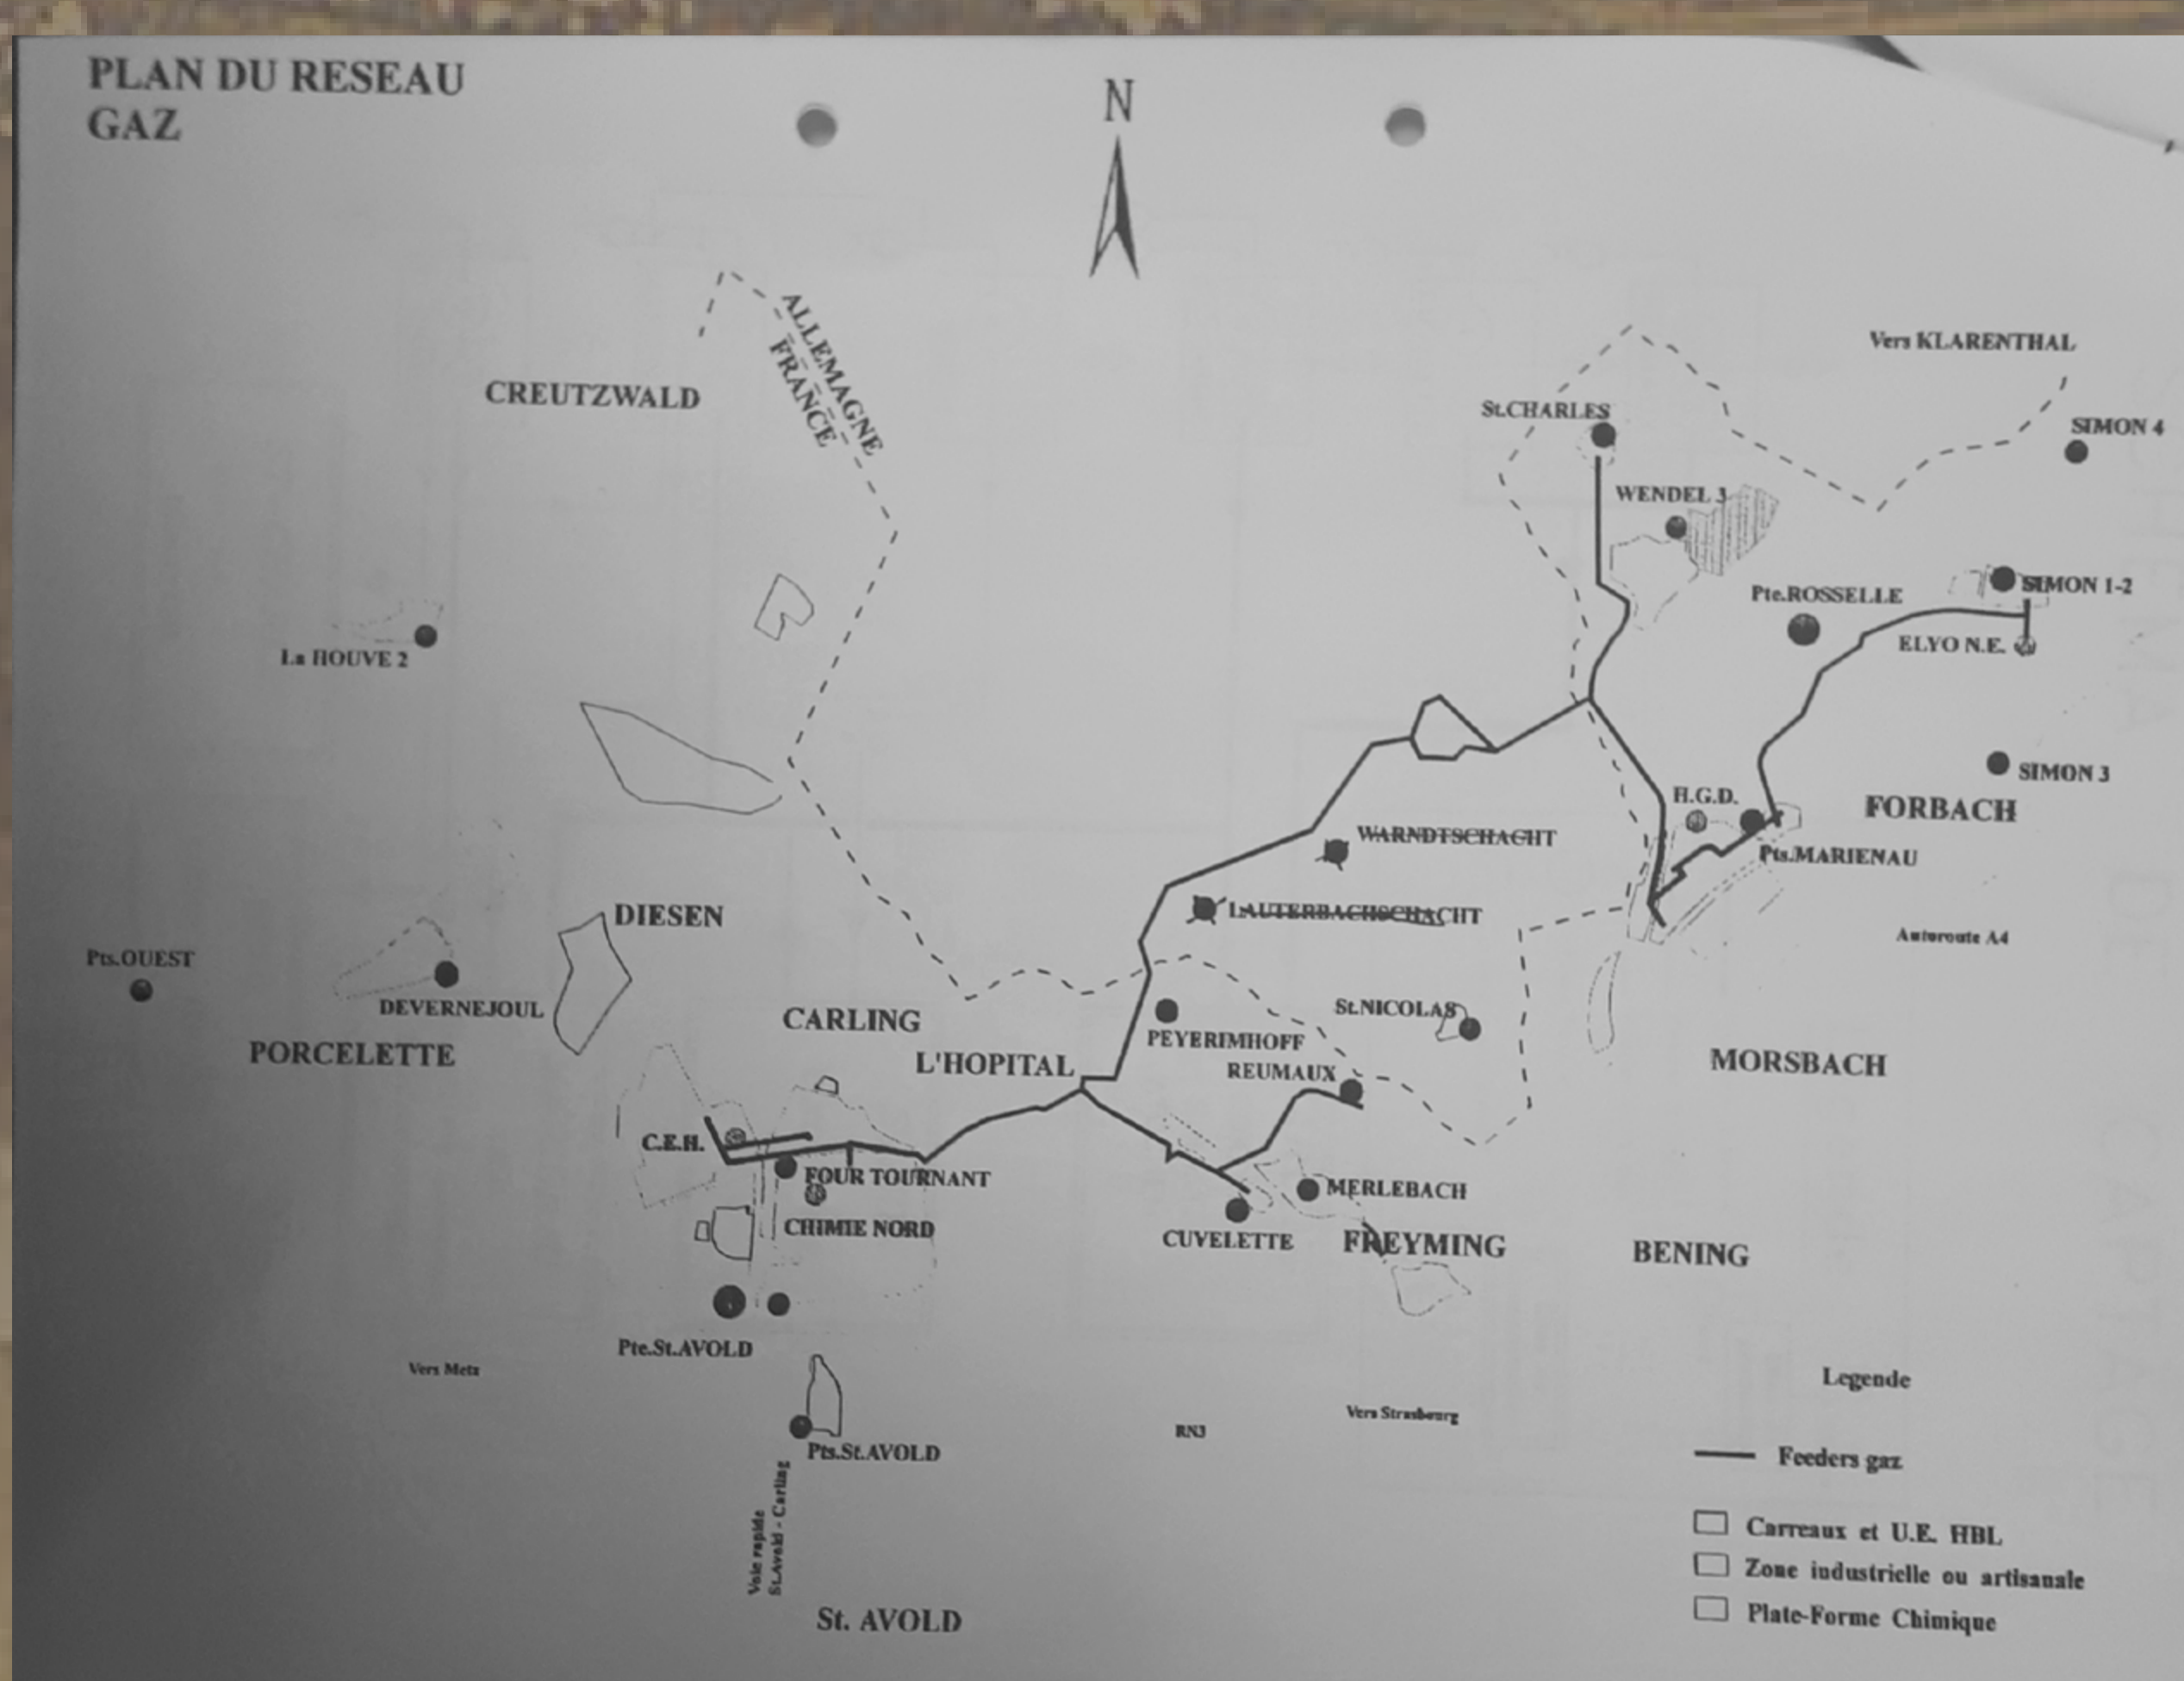 PLAN DU RESEAU
GAZ
N
ALLEMAGNE
FRANCE
CREUTZWALD
Vers KLARENTHAL
St.CHARLES
SIMON 4
WENDEL 3
SIMON 1-2
Pte.ROSSELLE
ELYO N.E.
La HOUVE 2
SIMON 3
H.G.D.
FORBACH
WARNDTSCHACHT
Pts.MARIENAU
LAUTERBACHSCHACHT
DIESEN
Autoroute A4
Pts.OUEST
DEVERNEJOUL
CARLING
St.NICOLAS
PEYERIMHOFF
PORCELETTE
L'HOPITAL
REUMAUX
MORSBACH
C.E.H.
FOUR TOURNANT
MERLEBACH
CHIMIE NORD
CUVELETTE
FREYMING
BENING
Pte.St.AVOLD
Vers Metz
Legende
Vers Strasbourg
RN3
Pts.St.AVOLD
Feeders gaz
Voie rapide
St.Avold - Carling
Carreaux et U.E. HBL
Zone industrielle ou artisanale
Plate-Forme Chimique
St. AVOLD